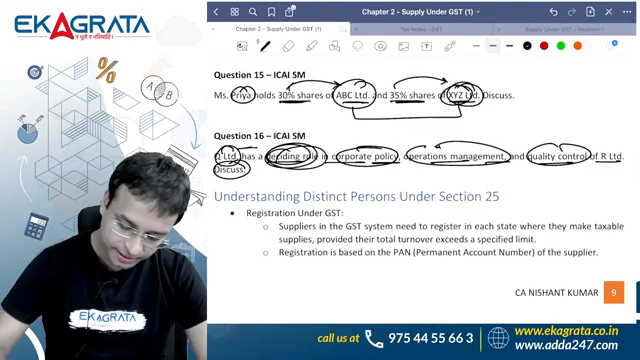 EKAGRATA
Chapter 2 - Supply Under GST (1)
Chapter 2 - Supply Under GST (1)
Tax Notes - GST
Supply Under GST - Revision-1
%
A
B
Question 15 – ICAI SM
Ms. Priya holds 30% shares of ABC Ltd. and 35% shares of XYZ Ltd. Discuss.
Question 16 – ICAI SM
Q Ltd. has a deciding role in corporate policy, operations management, and quality control of R Ltd.
Discuss.
Understanding Distinct Persons Under Section 25
• Registration Under GST:
o Suppliers in the GST system need to register in each state where they make taxable
supplies, provided their total turnover exceeds a specified limit.
o Registration is based on the PAN (Permanent Account Number) of the supplier.
CA NISHANT KUMAR 9
EKAGRATA
call us at 975 44 55 66 3
www.ekagrata.co.in
www.adda247.com